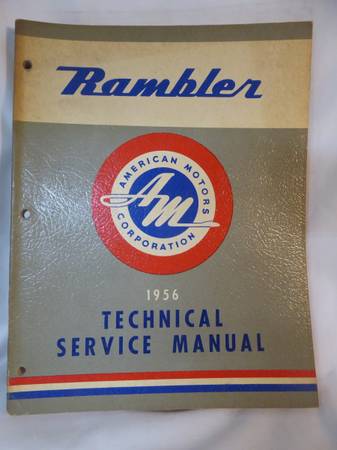 Rambler
AMERICAN MOTORS
AM
CORPORATION
1956
TECHNICAL
SERVICE MANUAL